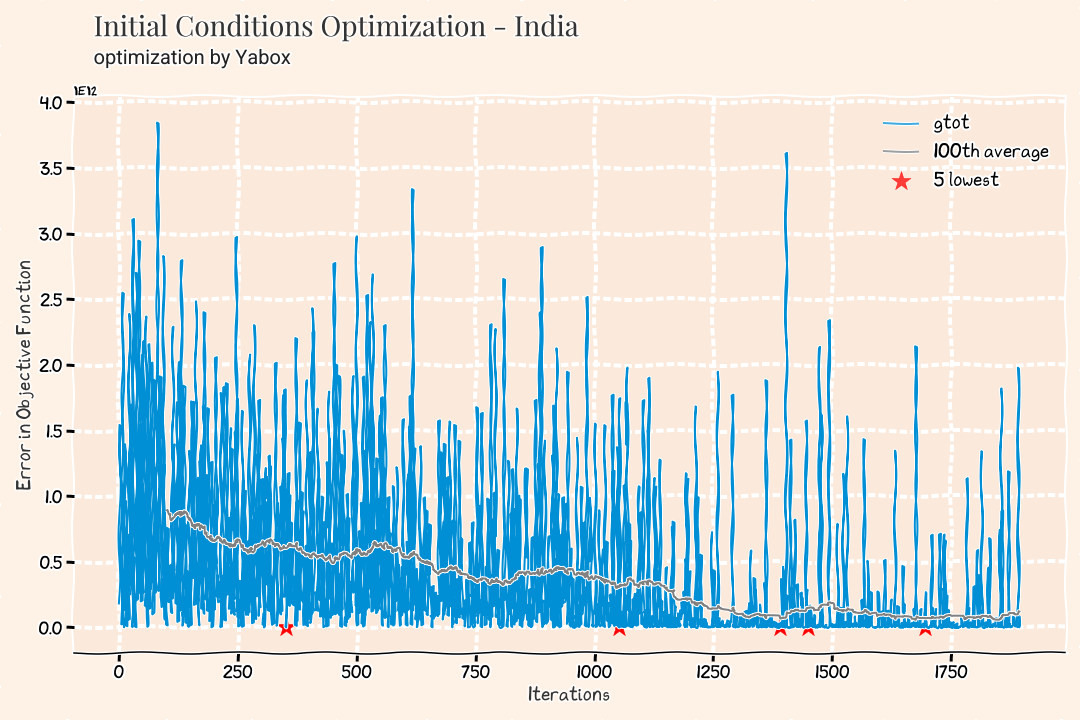 Initial Conditions Optimization - India
optimization by Yabox
1E12
4.0
3.5
3.0
2.5
2.0
1.5
1.0
0.5
0.0
Error in Objective Function
gtot
100th average
5 lowest
0 250 500 750 1000 1250 1500 1750
Iterations